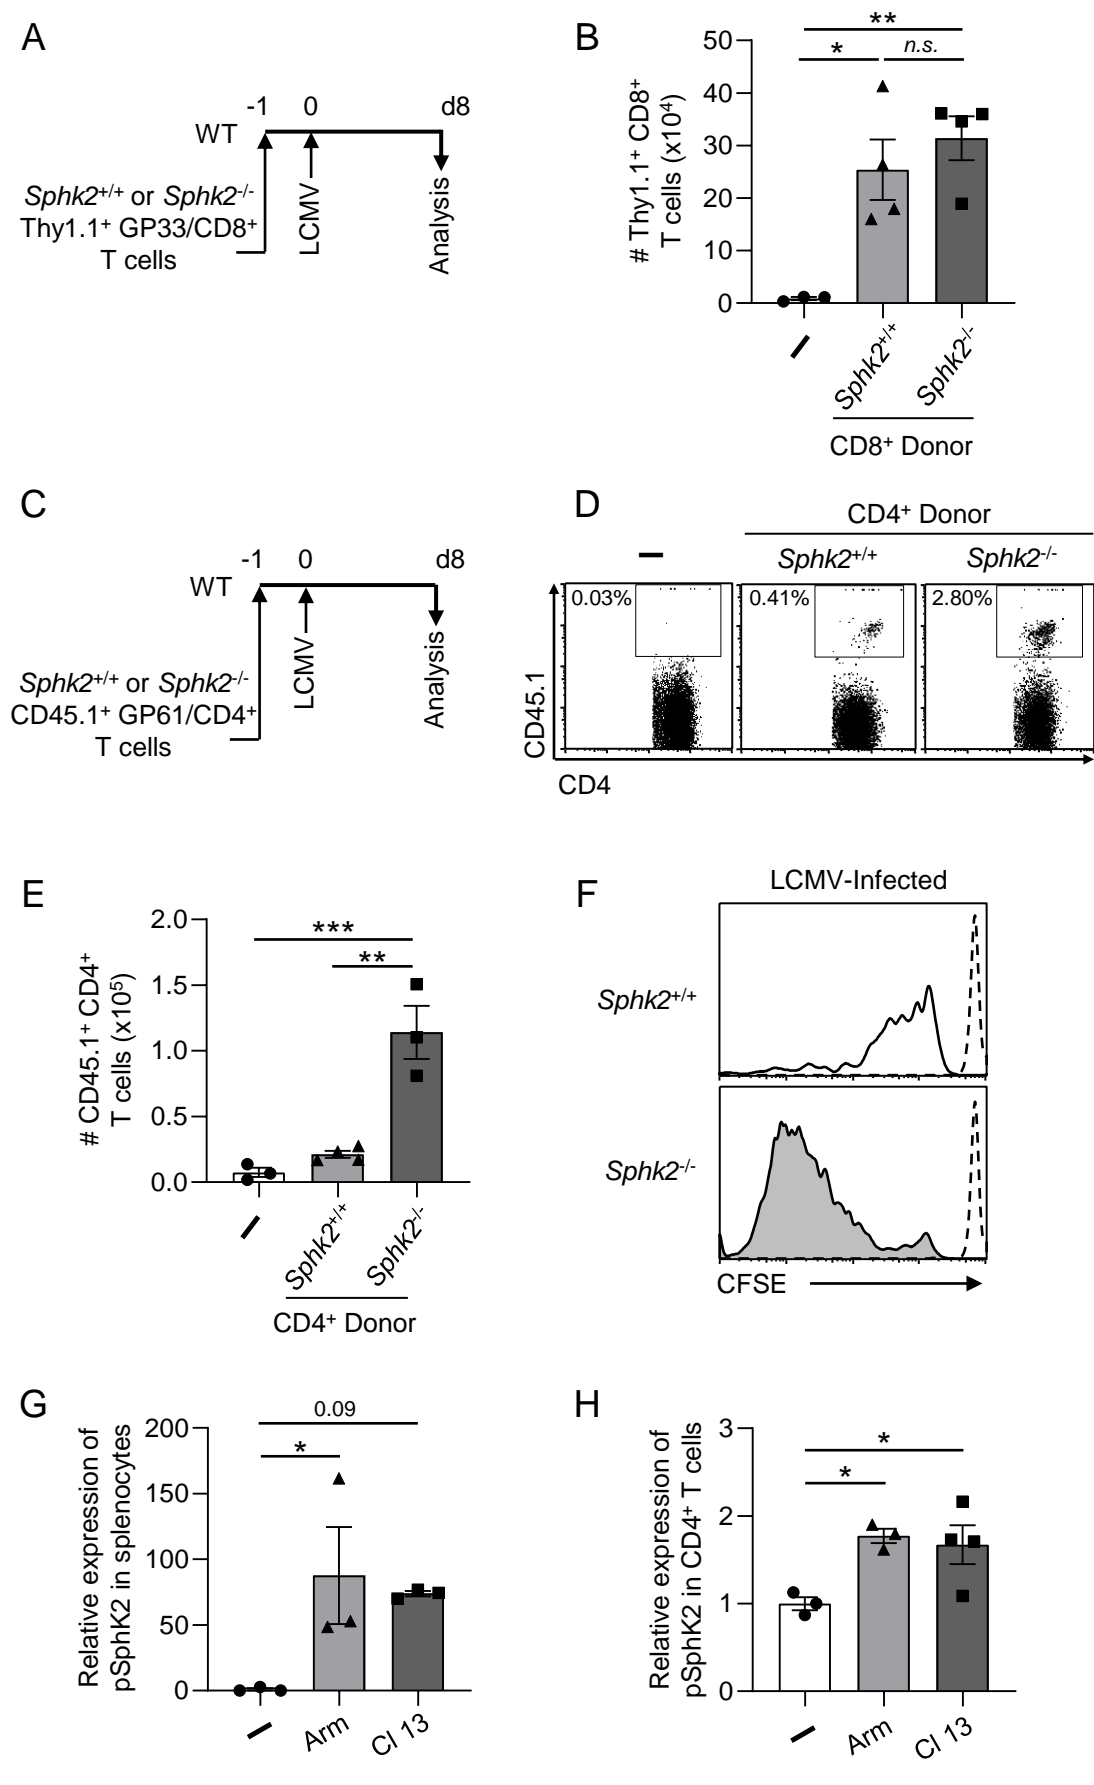 A
-1 0 d8
WT
Sphk2+/+ or Sphk2-/-
Thy1.1+ GP33/CD8+
T cells
LCMV
Analysis
B
# Thy1.1+ CD8+
T cells (x10⁴)
50
40
30
20
10
0
**
* n.s.
Sphk2+/+
Sphk2-/-
CD8+ Donor
C
-1 0 d8
WT
Sphk2+/+ or Sphk2-/-
CD45.1+ GP61/CD4+
T cells
LCMV
Analysis
D
CD4+ Donor
Sphk2+/+ Sphk2-/-
0.03% 0.41% 2.80%
CD45.1
CD4
E
# CD45.1+ CD4+
T cells (x10⁵)
2.0
1.5
1.0
0.5
0.0
***
**
Sphk2+/+
Sphk2-/-
CD4+ Donor
F
LCMV-Infected
Sphk2+/+
Sphk2-/-
CFSE
G
Relative expression of
pSphK2 in splenocytes
200
150
100
50
0
0.09
*
Arm
Cl 13
H
Relative expression of
pSphK2 in CD4+ T cells
3
2
1
0
*
*
Arm
Cl 13